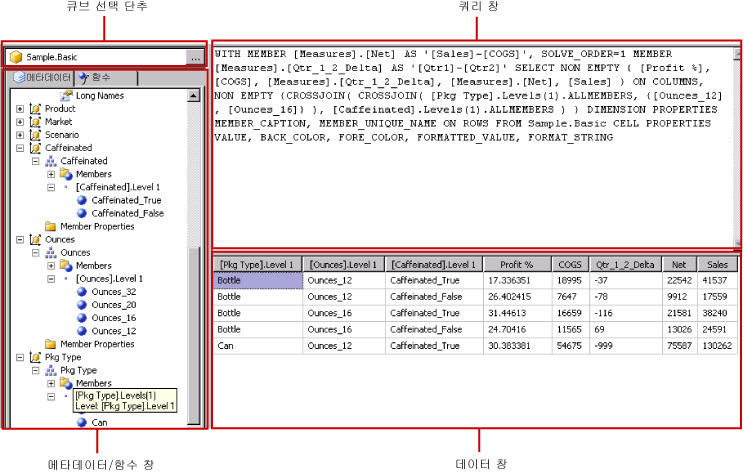 큐브 선택 단추
쿼리 창
Sample.Basic
...
메타데이터
함수
Long Names
Product
Market
Scenario
Caffeinated
Caffeinated
Members
[Caffeinated].Level 1
Caffeinated_True
Caffeinated_False
Member Properties
Ounces
Ounces
Members
[Ounces].Level 1
Ounces_32
Ounces_20
Ounces_16
Ounces_12
Member Properties
Pkg Type
Pkg Type
Members
[Pkg Type].Levels(1)
Level: [Pkg Type].Level 1
Can
WITH MEMBER [Measures].[Net] AS '[Sales]-[COGS]', SOLVE_ORDER=1 MEMBER
[Measures].[Qtr_1_2_Delta] AS '[Qtr1]-[Qtr2]' SELECT NON EMPTY ( [Profit %],
[COGS], [Measures].[Qtr_1_2_Delta], [Measures].[Net], [Sales] ) ON COLUMNS,
NON EMPTY (CROSSJOIN( CROSSJOIN( [Pkg Type].Levels(1).ALLMEMBERS, ([Ounces_12]
, [Ounces_16]) ), [Caffeinated].Levels(1).ALLMEMBERS ) ) DIMENSION PROPERTIES
MEMBER_CAPTION, MEMBER_UNIQUE_NAME ON ROWS FROM Sample.Basic CELL PROPERTIES
VALUE, BACK_COLOR, FORE_COLOR, FORMATTED_VALUE, FORMAT_STRING
[Pkg Type].Level 1 [Ounces].Level 1 [Caffeinated].Level 1 Profit % COGS Qtr_1_2_Delta Net Sales
Bottle Ounces_12 Caffeinated_True 17.336351 18995 -37 22542 41537
Bottle Ounces_12 Caffeinated_False 26.402415 7647 -78 9912 17559
Bottle Ounces_16 Caffeinated_True 31.44613 16659 -116 21581 38240
Bottle Ounces_16 Caffeinated_False 24.70416 11565 69 13026 24591
Can Ounces_12 Caffeinated_True 30.383381 54675 -999 75587 130262
메타데이터/함수 창
데이터 창